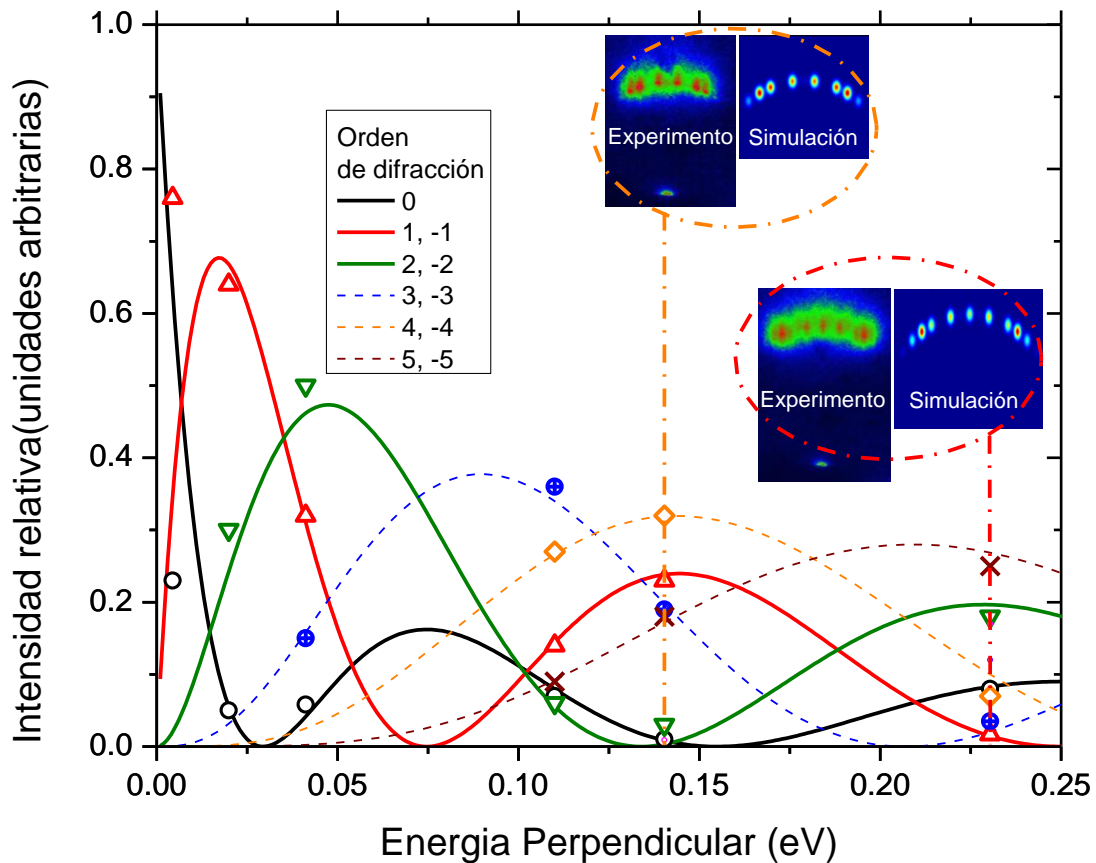 1.0
0.8
0.6
0.4
0.2
0.0
Intensidad relativa(unidades arbitrarias)
Orden
de difracción
0
1, -1
2, -2
3, -3
4, -4
5, -5
Experimento
Simulación
Experimento
Simulación
0.00
0.05
0.10
0.15
0.20
0.25
Energia Perpendicular (eV)